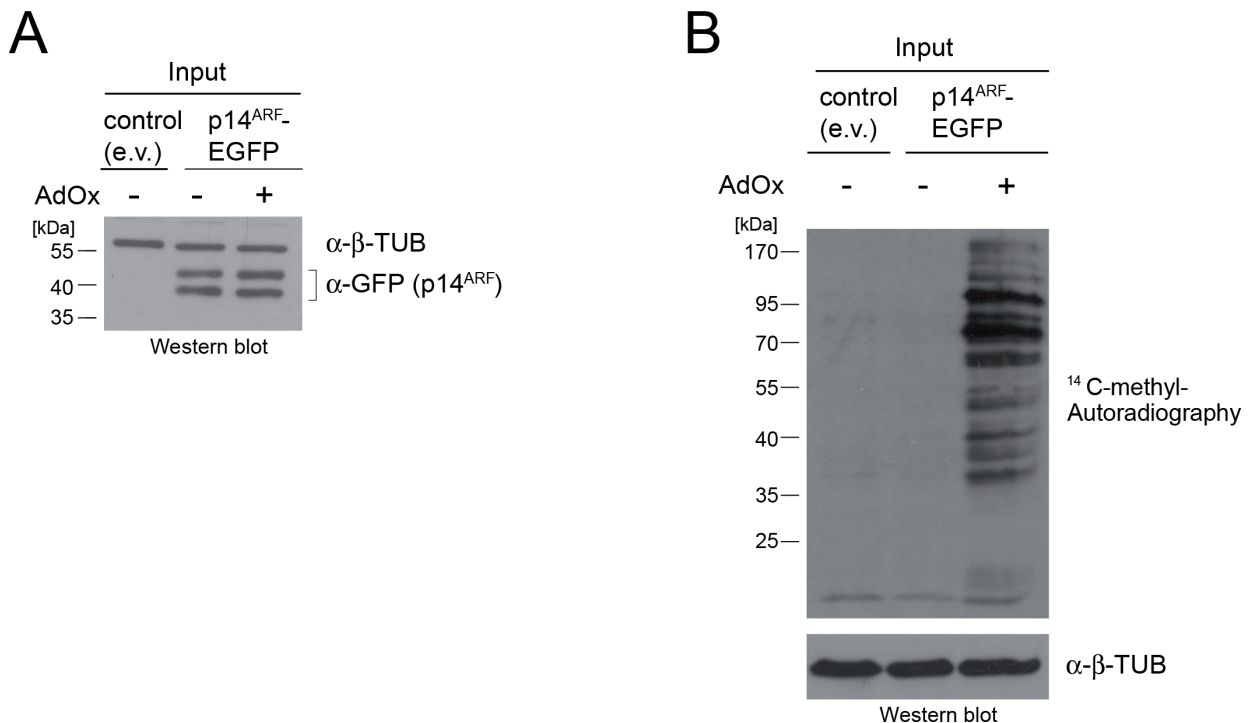 A
Input
control
(e.v.)
p14ARF-
EGFP
AdOx - - +
[kDa]
55
40
35
α-β-TUB
α-GFP (p14ARF)
Western blot
B
Input
control
(e.v.)
p14ARF-
EGFP
AdOx - - +
[kDa]
170
95
70
55
40
35
25
14 C-methyl-
Autoradiography
α-β-TUB
Western blot